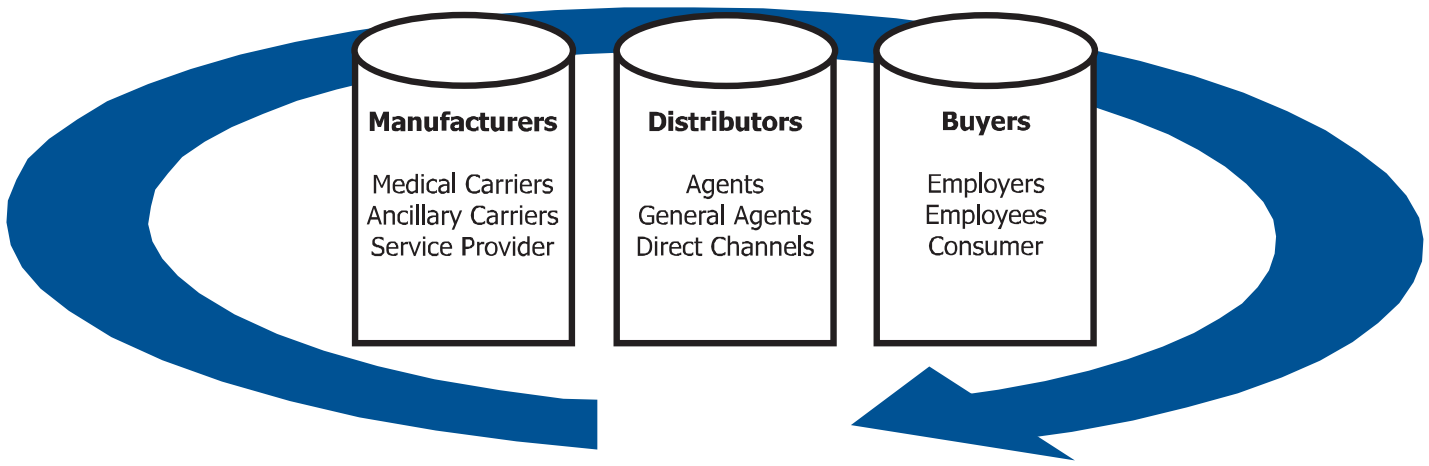 Manufacturers
Medical Carriers
Ancillary Carriers
Service Provider
Distributors
Agents
General Agents
Direct Channels
Buyers
Employers
Employees
Consumer